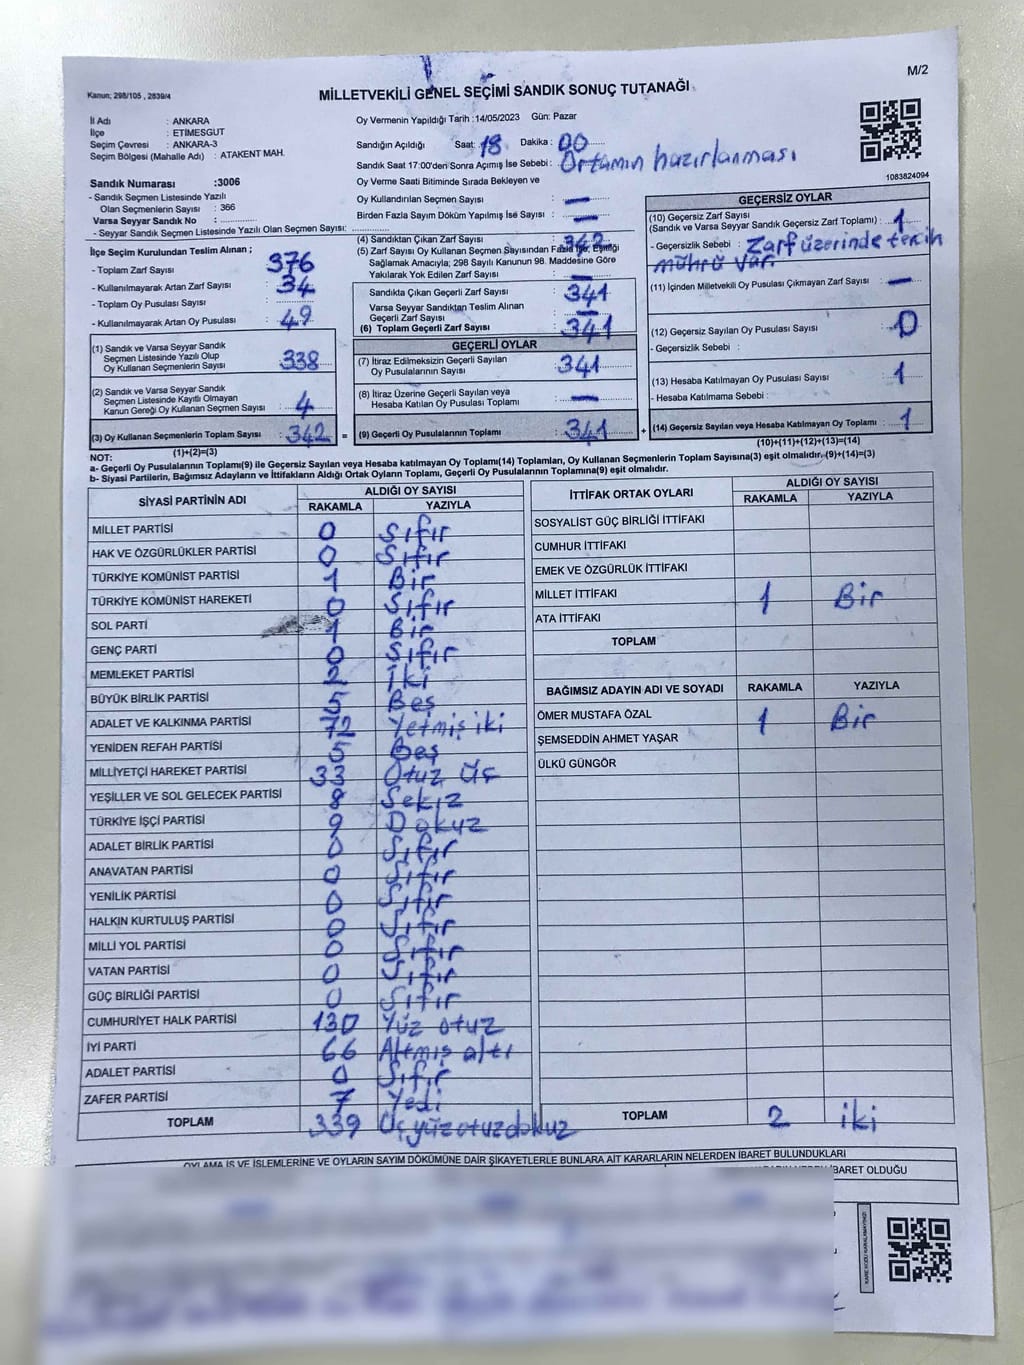 M/2
Kanun; 298/105 , 2839/4
MİLLETVEKİLİ GENEL SEÇİMİ SANDIK SONUÇ TUTANAĞI
İl Adı : ANKARA
İlçe : ETİMESGUT
Seçim Çevresi : ANKARA-3
Seçim Bölgesi (Mahalle Adı) : ATAKENT MAH.
Oy Vermenin Yapıldığı Tarih :14/05/2023 Gün: Pazar
Sandığın Açıldığı Saat: 18 Dakika : 00
Sandık Saat 17:00'den Sonra Açılmış İse Sebebi : Ortamın hazırlanması
1083824094
Sandık Numarası :3006
- Sandık Seçmen Listesinde Yazılı
Olan Seçmenlerin Sayısı : 366
Varsa Seyyar Sandık No :
- Seyyar Seçmen Listesinde Yazılı Olan Seçmen Sayısı:
Oy Verme Saati Bitiminde Sırada Bekleyen ve
Oy Kullandırılan Seçmen Sayısı : —
Birden Fazla Sayım Döküm Yapılmış İse Sayısı : —
İlçe Seçim Kurulundan Teslim Alınan ;
- Toplam Zarf Sayısı : 376
- Kullanılmayarak Artan Zarf Sayısı : 34
- Toplam Oy Pusulası Sayısı :
- Kullanılmayarak Artan Oy Pusulası : 49
(4) Sandıktan Çıkan Zarf Sayısı : 342
(5) Zarf Sayısı Oy Kullanan Seçmen Sayısından Fazla İse, Eşitliği
Sağlamak Amacıyla; 298 Sayılı Kanunun 98. Maddesine Göre
Yakılarak Yok Edilen Zarf Sayısı : —
Sandıkta Çıkan Geçerli Zarf Sayısı : 341
Varsa Seyyar Sandıktan Teslim Alınan
Geçerli Zarf Sayısı : —
(6) Toplam Geçerli Zarf Sayısı : 341
GEÇERSİZ OYLAR
(10) Geçersiz Zarf Sayısı
(Sandık ve Varsa Seyyar Sandık Geçersiz Zarf Toplamı) : 1
- Geçersizlik Sebebi : Zarf üzerinde tercih
mührü var.
(11) İçinden Milletvekili Oy Pusulası Çıkmayan Zarf Sayısı : —
(12) Geçersiz Sayılan Oy Pusulası Sayısı : 0
- Geçersizlik Sebebi :
(13) Hesaba Katılmayan Oy Pusulası Sayısı : 1
- Hesaba Katılmama Sebebi :
(14) Geçersiz Sayılan veya Hesaba Katılmayan Oy Toplamı : 1
(10)+(11)+(12)+(13)=(14)
(1) Sandık ve Varsa Seyyar Sandık
Seçmen Listesinde Yazılı Olup
Oy Kullanan Seçmenlerin Sayısı : 338
(2) Sandık ve Varsa Seyyar Sandık
Seçmen Listesinde Kayıtlı Olmayan
Kanun Gereği Oy Kullanan Seçmen Sayısı : 4
(3) Oy Kullanan Seçmenlerin Toplam Sayısı : 342 =
(1)+(2)=(3)
GEÇERLİ OYLAR
(7) İtiraz Edilmeksizin Geçerli Sayılan
Oy Pusulalarının Sayısı : 341
(8) İtiraz Üzerine Geçerli Sayılan veya
Hesaba Katılan Oy Pusulası Toplamı : —
(9) Geçerli Oy Pusulalarının Toplamı : 341 +
NOT:
a- Geçerli Oy Pusulalarının Toplamı(9) ile Geçersiz Sayılan veya Hesaba katılmayan Oy Toplamı(14) Toplamları, Oy Kullanan Seçmenlerin Toplam Sayısına(3) eşit olmalıdır.(9)+(14)=(3)
b- Siyasi Partilerin, Bağımsız Adayların ve İttifakların Aldığı Ortak Oyların Toplamı, Geçerli Oy Pusulalarının Toplamına(9) eşit olmalıdır.
SİYASİ PARTİNİN ADI ALDIĞI OY SAYISI
RAKAMLA YAZIYLA
MİLLET PARTİSİ 0 Sıfır
HAK VE ÖZGÜRLÜKLER PARTİSİ 0 Sıfır
TÜRKİYE KOMÜNİST PARTİSİ 1 Bir
TÜRKİYE KOMÜNİST HAREKETİ 0 Sıfır
SOL PARTİ 1 Bir
GENÇ PARTİ 0 Sıfır
MEMLEKET PARTİSİ 2 İki
BÜYÜK BİRLİK PARTİSİ 5 Beş
ADALET VE KALKINMA PARTİSİ 72 Yetmiş iki
YENİDEN REFAH PARTİSİ 5 Beş
MİLLİYETÇİ HAREKET PARTİSİ 33 Otuz Üç
YEŞİLLER VE SOL GELECEK PARTİSİ 8 Sekiz
TÜRKİYE İŞÇİ PARTİSİ 9 Dokuz
ADALET BİRLİK PARTİSİ 0 Sıfır
ANAVATAN PARTİSİ 0 Sıfır
YENİLİK PARTİSİ 0 Sıfır
HALKIN KURTULUŞ PARTİSİ 0 Sıfır
MİLLİ YOL PARTİSİ 0 Sıfır
VATAN PARTİSİ 0 Sıfır
GÜÇ BİRLİĞİ PARTİSİ 0 Sıfır
CUMHURİYET HALK PARTİSİ 130 Yüz otuz
İYİ PARTİ 66 Altmış altı
ADALET PARTİSİ 0 Sıfır
ZAFER PARTİSİ 7 Yedi
TOPLAM 339 Üçyüzotuzdokuz
İTTİFAK ORTAK OYLARI ALDIĞI OY SAYISI
RAKAMLA YAZIYLA
SOSYALİST GÜÇ BİRLİĞİ İTTİFAKI
CUMHUR İTTİFAKI
EMEK VE ÖZGÜRLÜK İTTİFAKI
MİLLET İTTİFAKI 1 Bir
ATA İTTİFAKI
TOPLAM
BAĞIMSIZ ADAYIN ADI VE SOYADI RAKAMLA YAZIYLA
ÖMER MUSTAFA ÖZAL 1 Bir
ŞEMSEDDİN AHMET YAŞAR
ÜLKÜ GÜNGÖR
TOPLAM 2 iki
OYLAMA İŞ VE İŞLEMLERİNE VE OYLARIN SAYIM DÖKÜMÜNE DAİR ŞİKAYETLERLE BUNLARA AİT KARARLARIN NELERDEN İBARET BULUNDUKLARI
İBARET OLDUĞU
KARE KODU KARALAMAYINIZ!